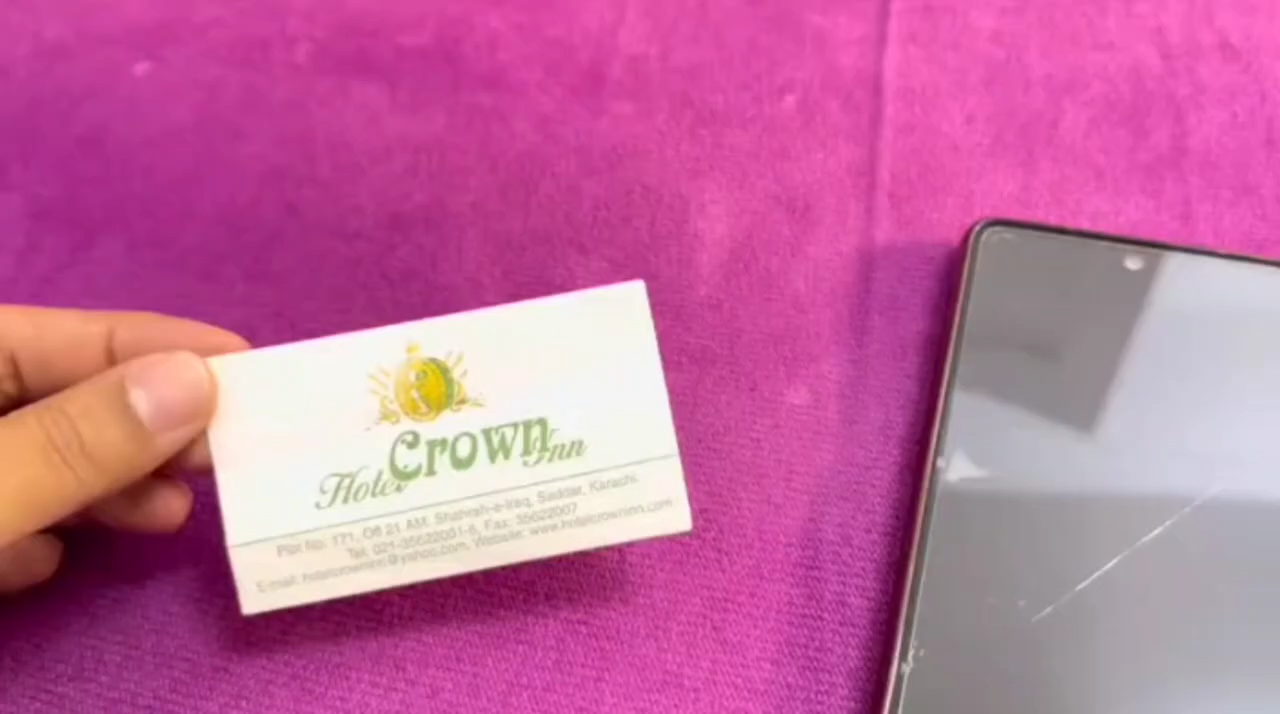 Hotel Crown Inn
Plot No: 171, Off 21 AM. Shahrah-e-Iraq, Saddar, Karachi.
Tel: 021-35622001-6, Fax: 35622007
E-mail: hotelcrowninn@yahoo.com, Website: www.hotelcrowninn.com